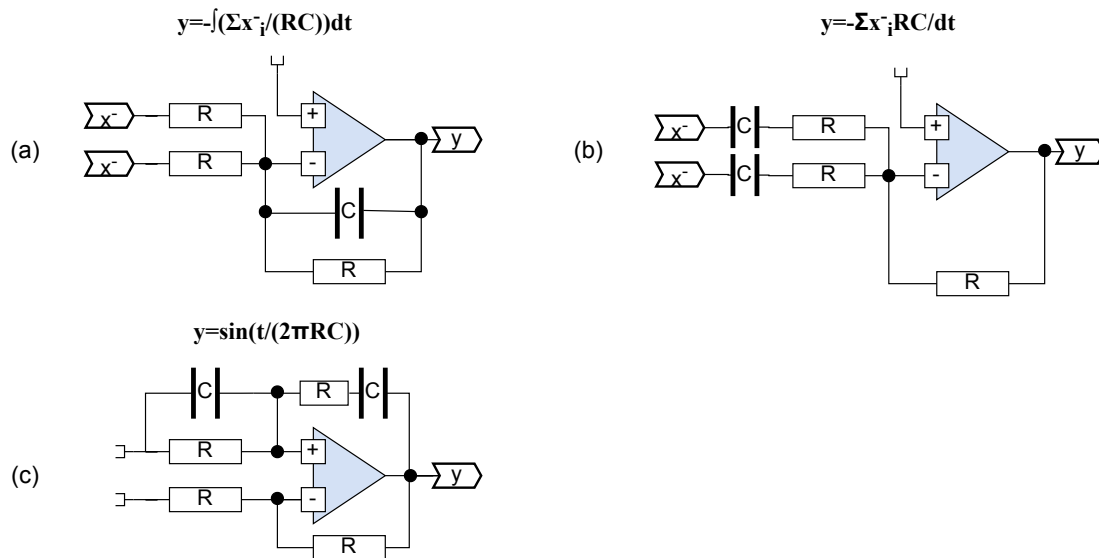 y=-∫(Σx⁻ᵢ/(RC))dt
y=-Σx⁻ᵢRC/dt
(a)
x⁻
R
+
x⁻
R
-
y
C
R
(b)
x⁻
C
R
+
x⁻
C
R
-
y
R
y=sin(t/(2πRC))
C
R
C
(c)
R
+
R
-
y
R